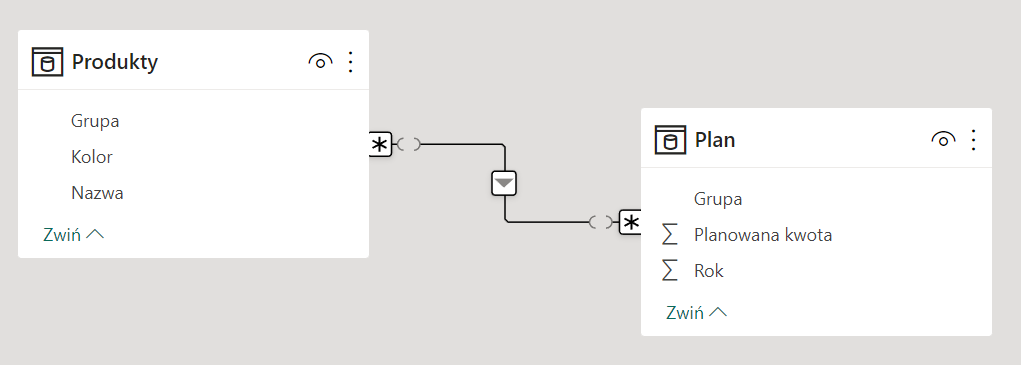 Produkty
Grupa
Kolor
Nazwa
Zwiń
Plan
Grupa
Planowana kwota
Rok
Zwiń